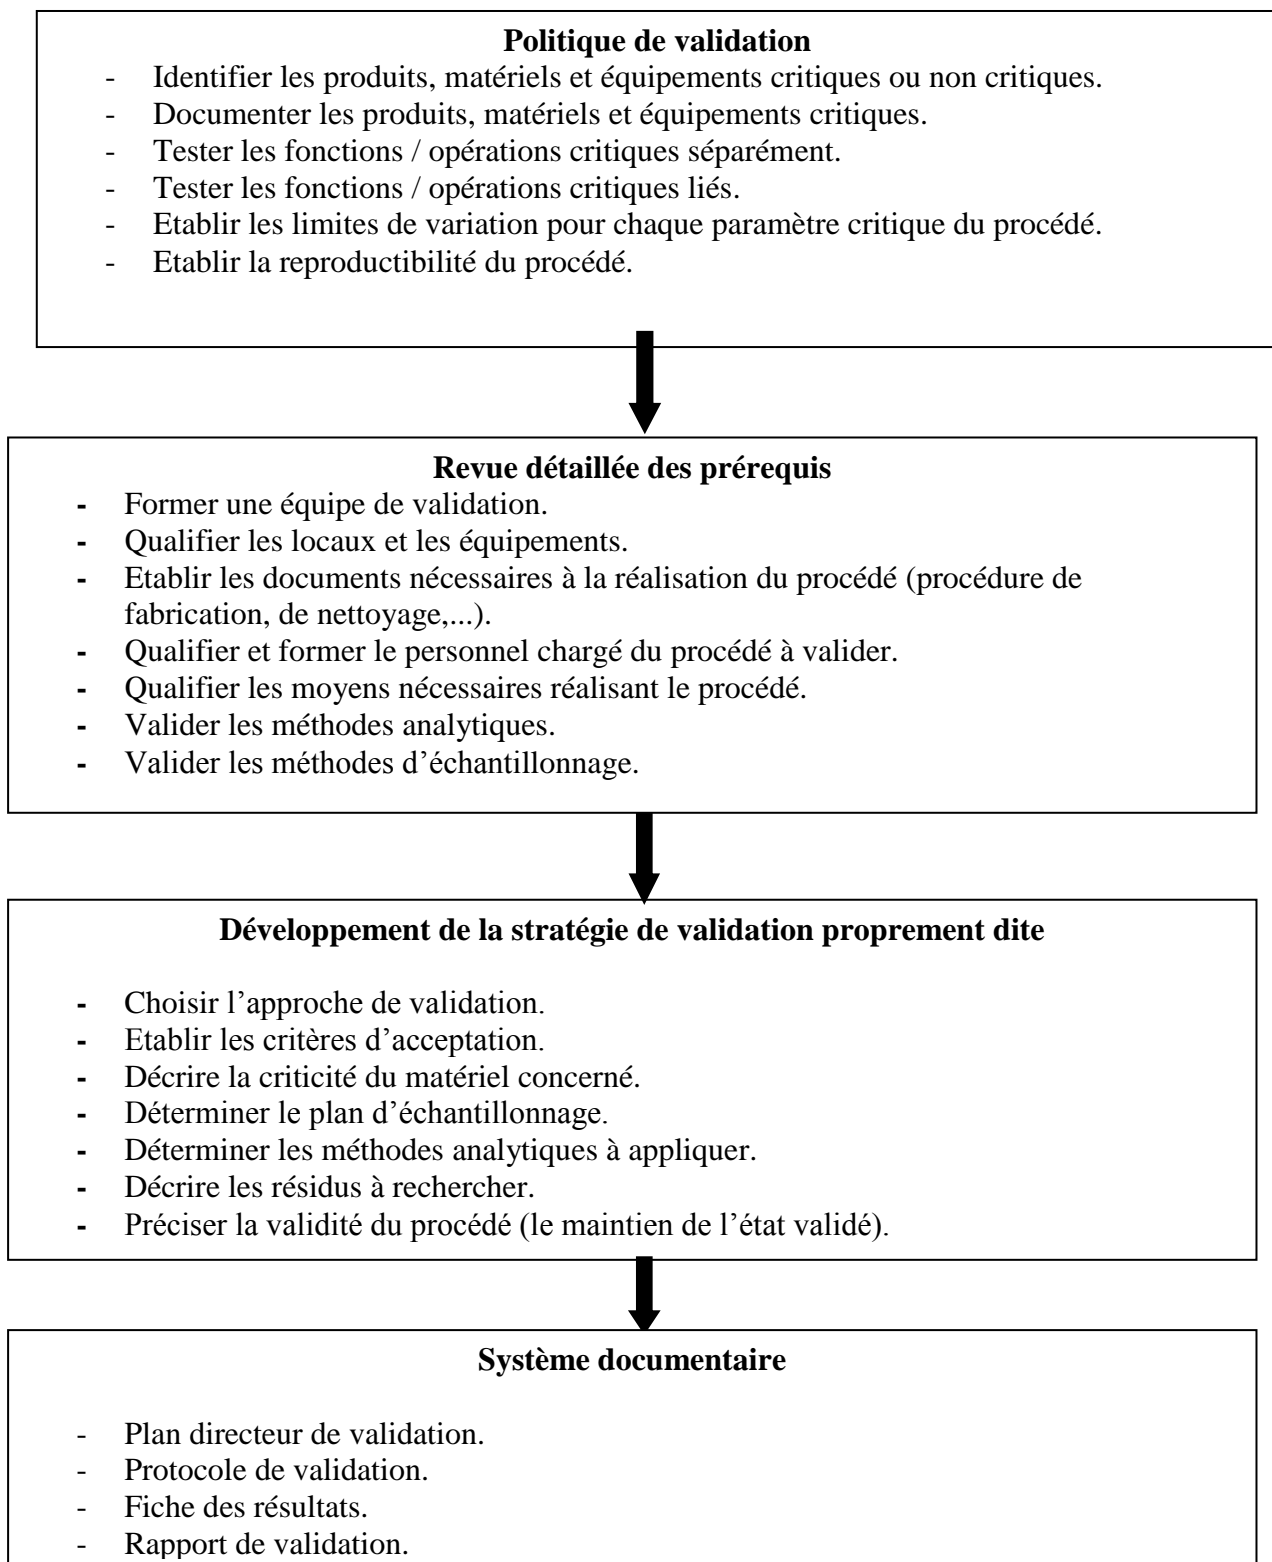 Politique de validation
- Identifier les produits, matériels et équipements critiques ou non critiques.
- Documenter les produits, matériels et équipements critiques.
- Tester les fonctions / opérations critiques séparément.
- Tester les fonctions / opérations critiques liés.
- Etablir les limites de variation pour chaque paramètre critique du procédé.
- Etablir la reproductibilité du procédé.
Revue détaillée des prérequis
- Former une équipe de validation.
- Qualifier les locaux et les équipements.
- Etablir les documents nécessaires à la réalisation du procédé (procédure de
fabrication, de nettoyage,...).
- Qualifier et former le personnel chargé du procédé à valider.
- Qualifier les moyens nécessaires réalisant le procédé.
- Valider les méthodes analytiques.
- Valider les méthodes d’échantillonnage.
Développement de la stratégie de validation proprement dite
- Choisir l’approche de validation.
- Etablir les critères d’acceptation.
- Décrire la criticité du matériel concerné.
- Déterminer le plan d’échantillonnage.
- Déterminer les méthodes analytiques à appliquer.
- Décrire les résidus à rechercher.
- Préciser la validité du procédé (le maintien de l’état validé).
Système documentaire
- Plan directeur de validation.
- Protocole de validation.
- Fiche des résultats.
- Rapport de validation.